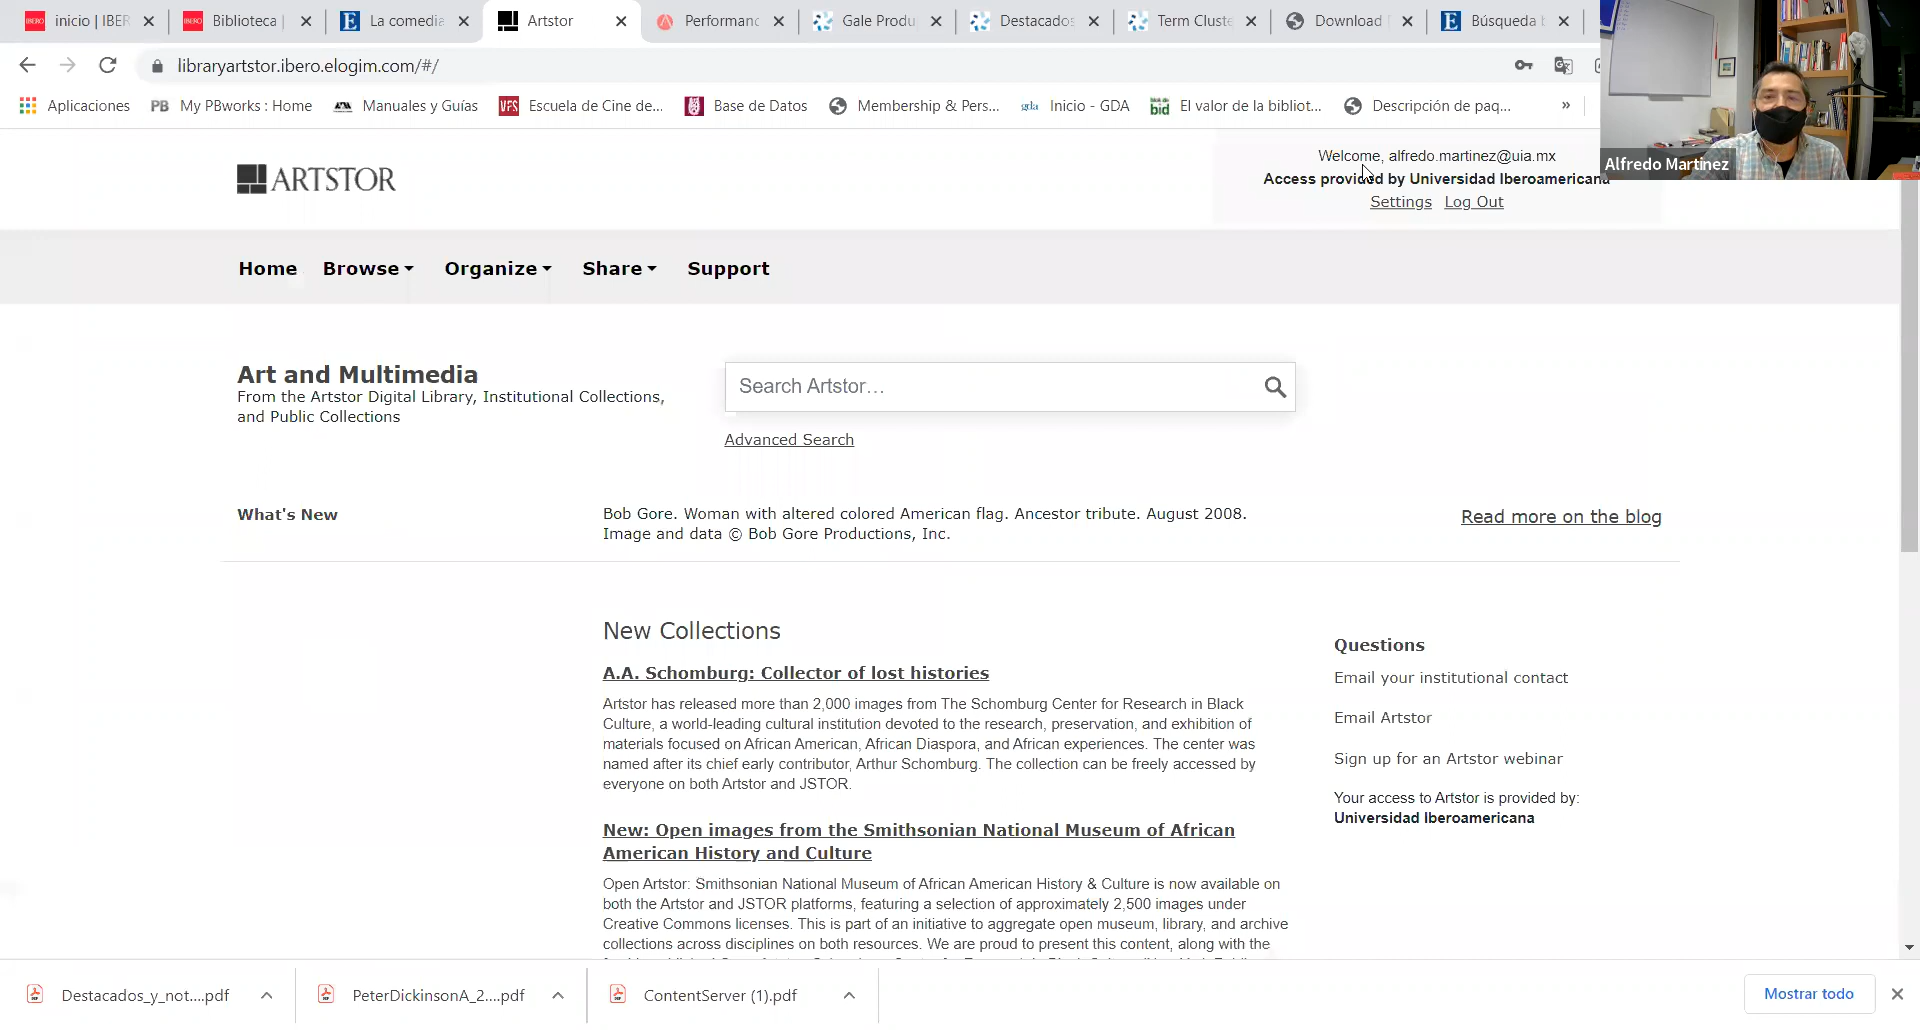 inicio | IBER
Biblioteca |
La comedia
Artstor
Performanc
Gale Produ
Destacados
Term Cluste
Download
Búsqueda b
libraryartstor.ibero.elogim.com/#/
Aplicaciones
PB My PBworks : Home
Manuales y Guías
Escuela de Cine de...
Base de Datos
Membership & Pers...
gda Inicio - GDA
bid El valor de la bibliot...
Descripción de paq...
»
Alfredo Martinez
ARTSTOR
Welcome, alfredo.martinez@uia.mx
Access provided by Universidad Iberoamericana
Settings Log Out
Home Browse Organize Share Support
Art and Multimedia
From the Artstor Digital Library, Institutional Collections,
and Public Collections
Search Artstor...
Advanced Search
What's New
Bob Gore. Woman with altered colored American flag. Ancestor tribute. August 2008.
Image and data © Bob Gore Productions, Inc.
Read more on the blog
New Collections
A.A. Schomburg: Collector of lost histories
Artstor has released more than 2,000 images from The Schomburg Center for Research in Black
Culture, a world-leading cultural institution devoted to the research, preservation, and exhibition of
materials focused on African American, African Diaspora, and African experiences. The center was
named after its chief early contributor, Arthur Schomburg. The collection can be freely accessed by
everyone on both Artstor and JSTOR.
New: Open images from the Smithsonian National Museum of African
American History and Culture
Open Artstor: Smithsonian National Museum of African American History & Culture is now available on
both the Artstor and JSTOR platforms, featuring a selection of approximately 2,500 images under
Creative Commons licenses. This is part of an initiative to aggregate open museum, library, and archive
collections across disciplines on both resources. We are proud to present this content, along with the
Questions
Email your institutional contact
Email Artstor
Sign up for an Artstor webinar
Your access to Artstor is provided by:
Universidad Iberoamericana
Destacados_y_not....pdf
PeterDickinsonA_2....pdf
ContentServer (1).pdf
Mostrar todo